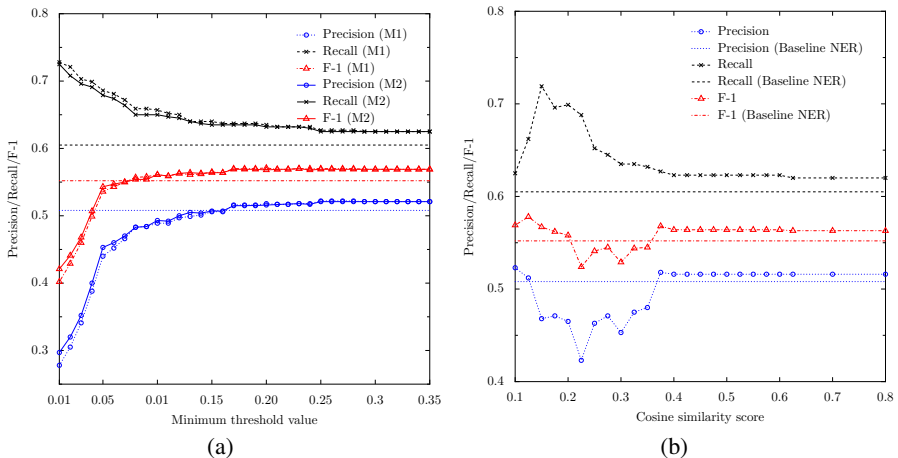 Precision/Recall/F-1
0.8
0.7
0.6
0.5
0.4
0.3
0.01 0.05 0.01 0.15 0.20 0.25 0.3 0.35
Minimum threshold value
Precision (M1)
Recall (M1)
F-1 (M1)
Precision (M2)
Recall (M2)
F-1 (M2)
(a)
Precision/Recall/F-1
0.8
0.7
0.6
0.5
0.4
0.1 0.2 0.3 0.4 0.5 0.6 0.7 0.8
Cosine similarity score
Precision
Precision (Baseline NER)
Recall
Recall (Baseline NER)
F-1
F-1 (Baseline NER)
(b)